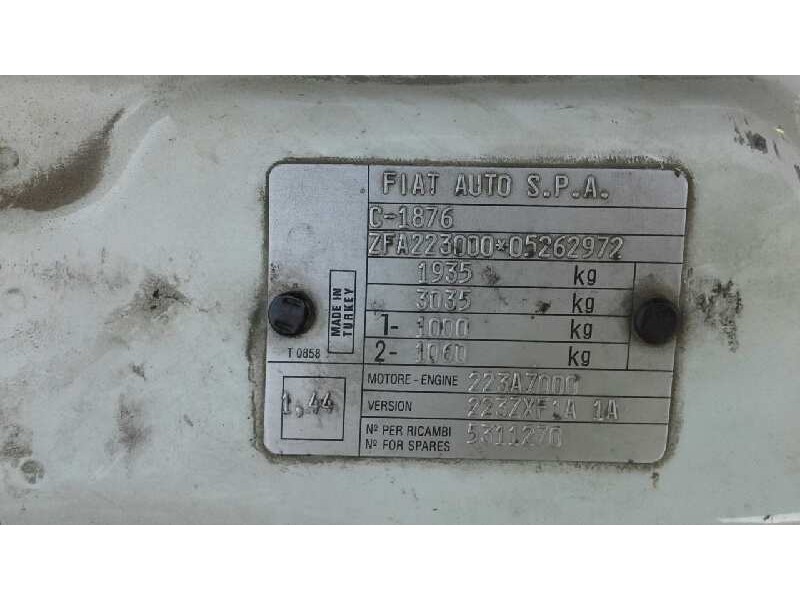 FIAT AUTO S.P.A.
C-1876
ZFA223000*05262972
1935 kg
3035 kg
1- 1000 kg
2- 1060 kg
MADE IN
TURKEY
T 0858
MOTORE - ENGINE 223A7000
VERSION 223ZXF1A 1A
Nº PER RICAMBI
Nº FOR SPARES 5311270
1,44